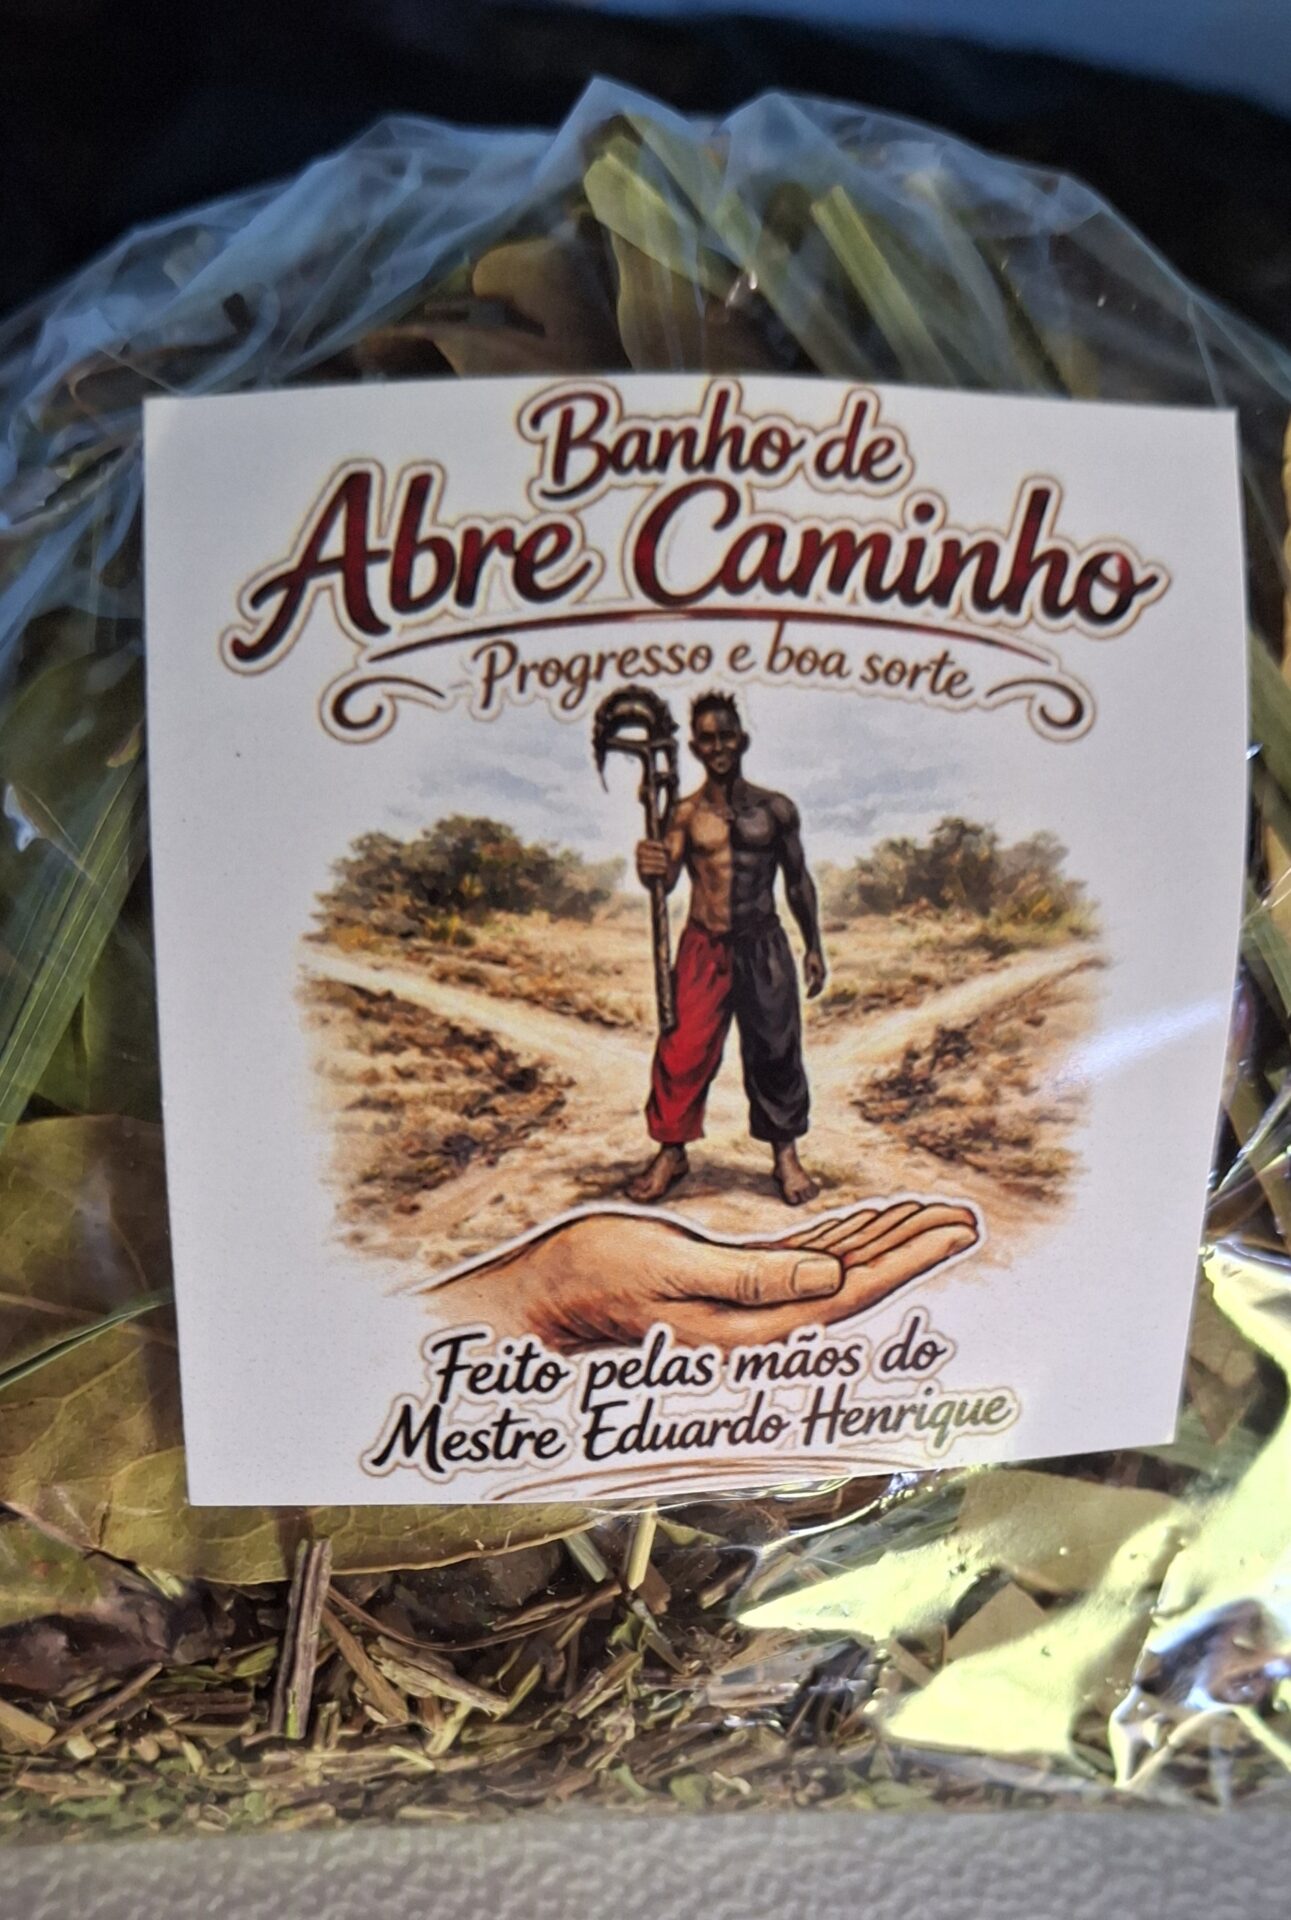 Banho de
Abre Caminho
Progresso e boa sorte
Feito pelas mãos do
Mestre Eduardo Henrique